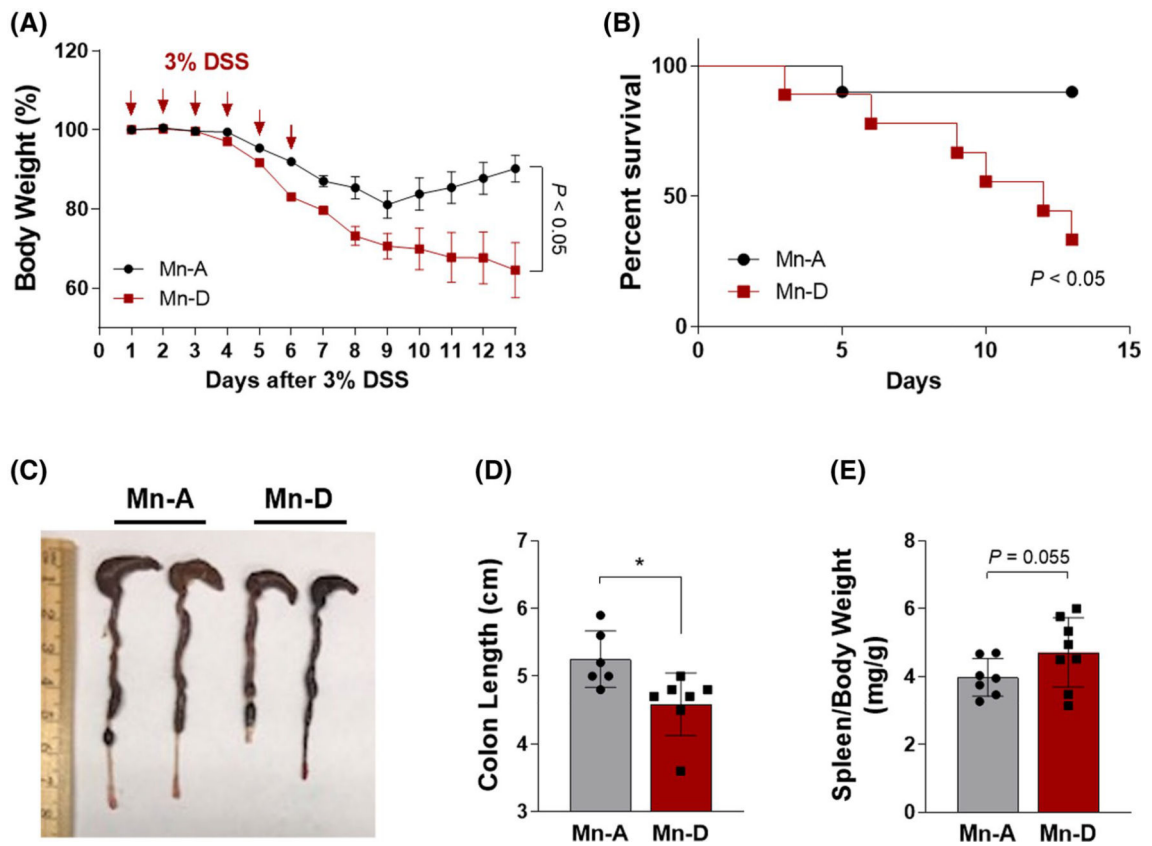 (A)
120
100
80
60
Body Weight (%)
3% DSS
Mn-A
Mn-D
P < 0.05
0 1 2 3 4 5 6 7 8 9 10 11 12 13
Days after 3% DSS
(B)
100
50
0
Percent survival
Mn-A
Mn-D
P < 0.05
0 5 10 15
Days
(C)
Mn-A Mn-D
(D)
7
6
5
4
3
Colon Length (cm)
*
Mn-A Mn-D
(E)
8
6
4
2
0
Spleen/Body Weight
(mg/g)
P = 0.055
Mn-A Mn-D